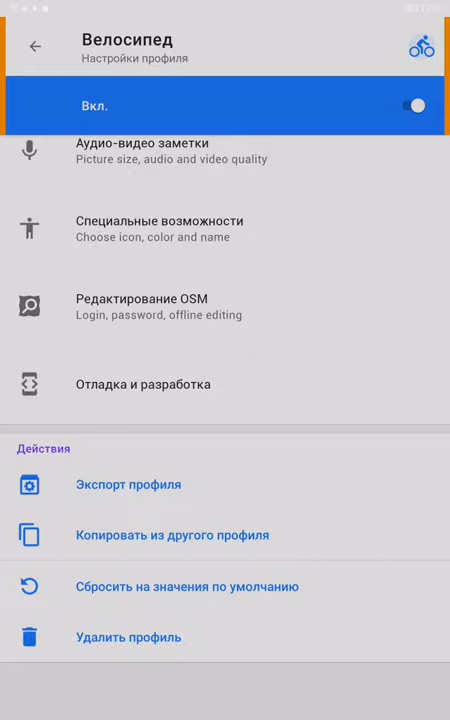 Велосипед
Настройки профиля
Вкл.
Аудио-видео заметки
Picture size, audio and video quality
Специальные возможности
Choose icon, color and name
Редактирование OSM
Login, password, offline editing
Отладка и разработка
Действия
Экспорт профиля
Копировать из другого профиля
Сбросить на значения по умолчанию
Удалить профиль